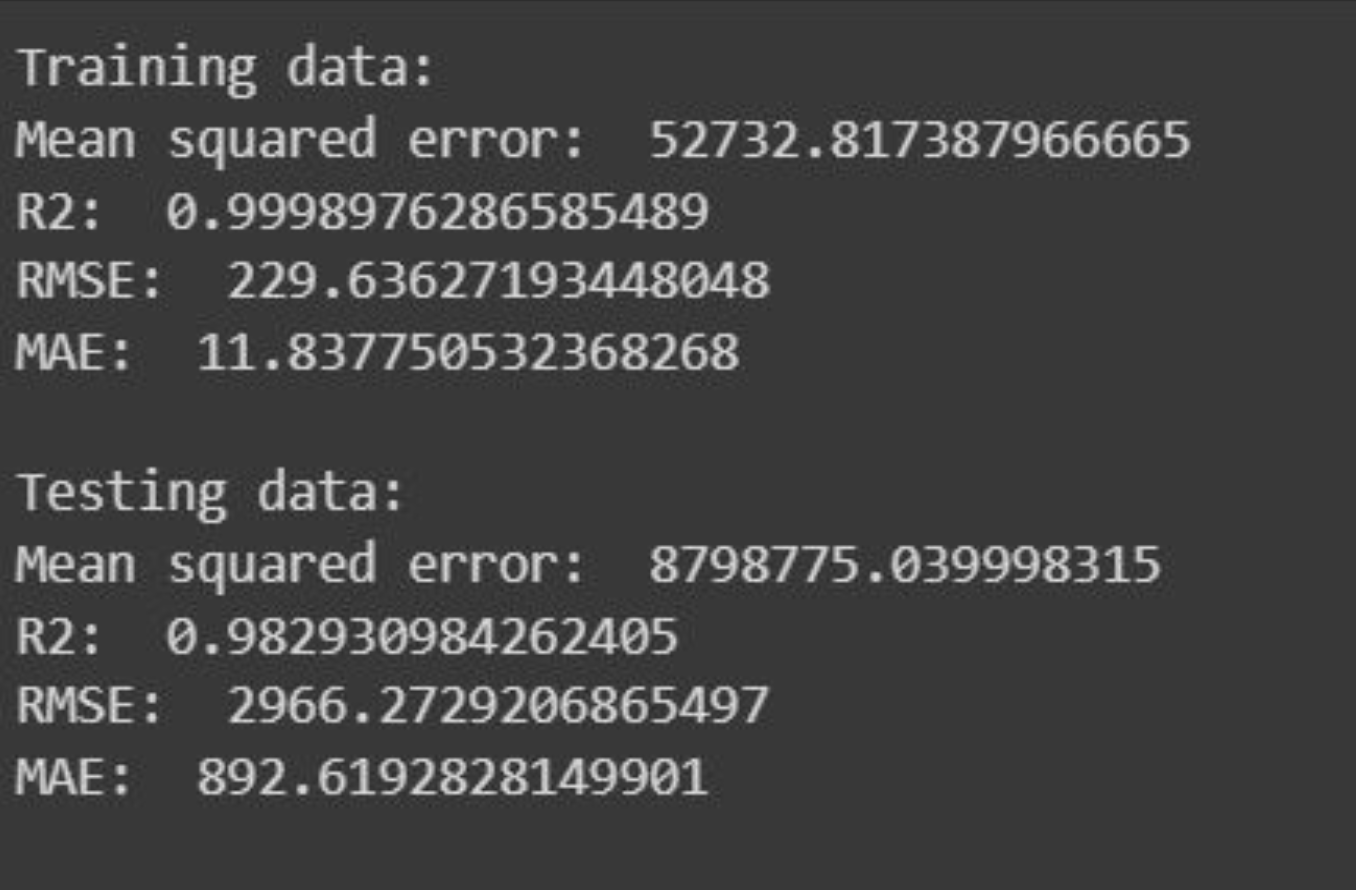 Training data:
Mean squared error:  52732.817387966665
R2:  0.9998976286585489
RMSE:  229.63627193448048
MAE:  11.837750532368268
Testing data:
Mean squared error:  8798775.039998315
R2:  0.982930984262405
RMSE:  2966.2729206865497
MAE:  892.6192828149901